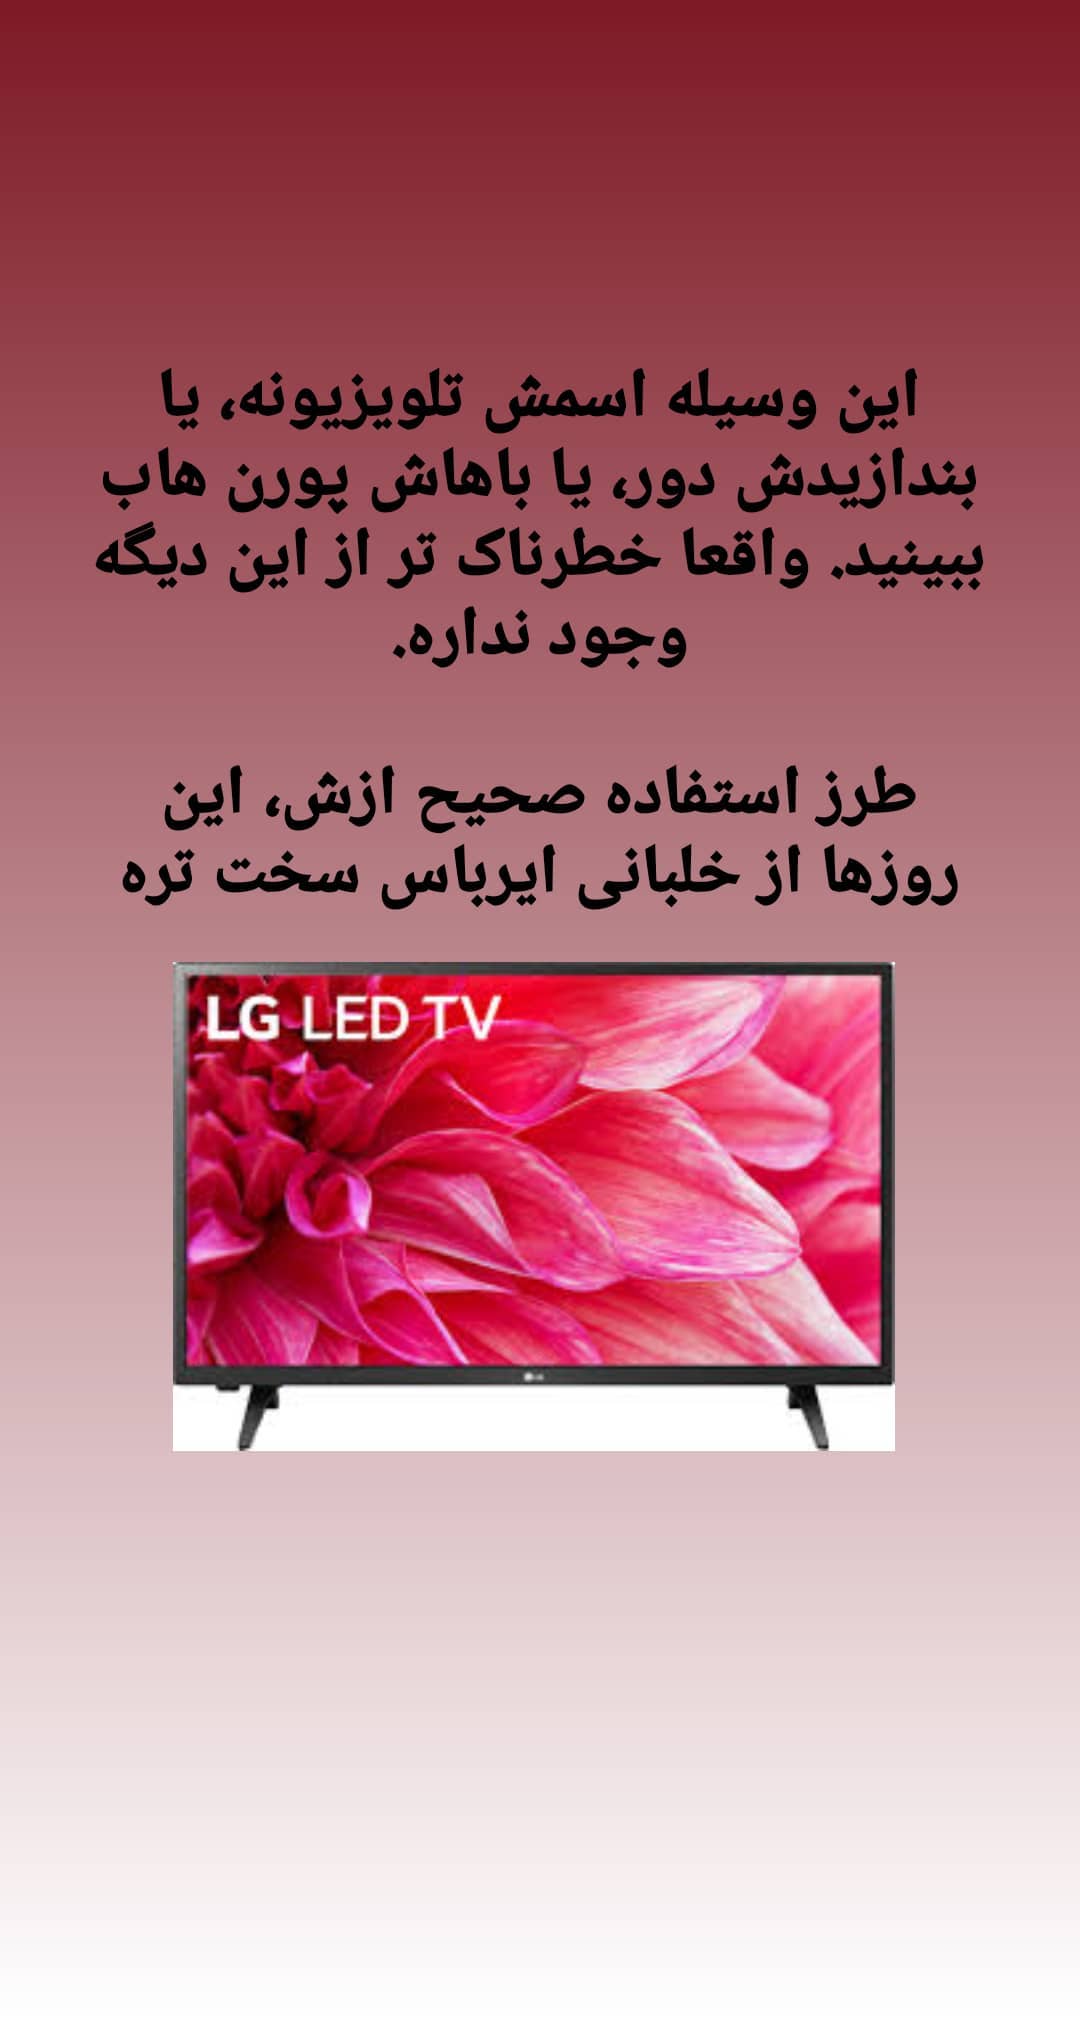 این وسیله اسمش تلویزیونه، یا
بندازیدش دور، یا باهاش پورن هاب
ببینید. واقعا خطرناک تر از این دیگه
وجود نداره.
طرز استفاده صحیح ازش، این
روزها از خلبانی ایرباس سخت تره
LG LED TV
LG